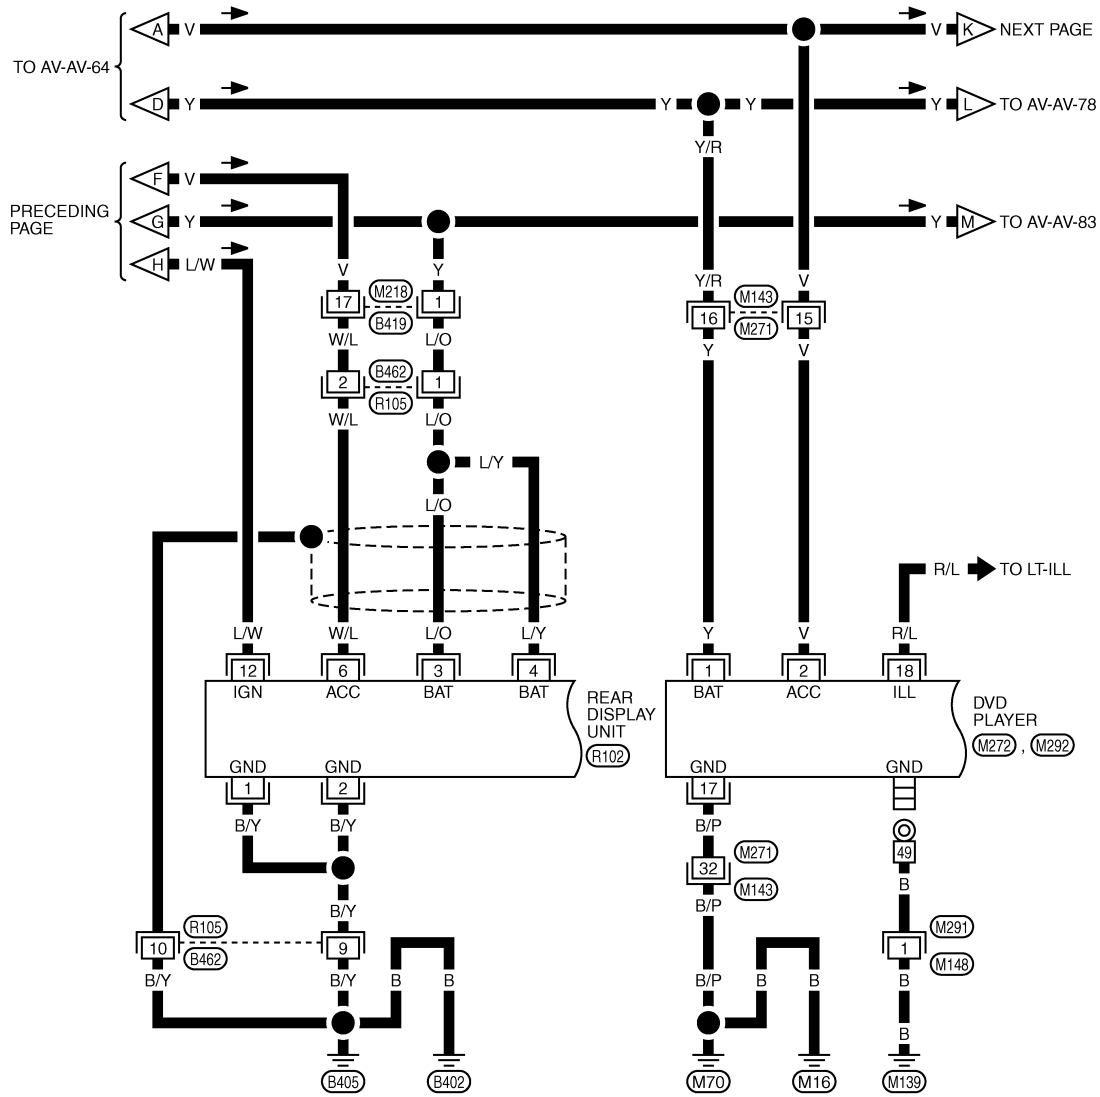 A V V K NEXT PAGE
TO AV-AV-64
D Y Y Y Y L TO AV-AV-78
Y/R
F V
PRECEDING
PAGE
G Y Y M TO AV-AV-83
H L/W
V Y Y/R V
17 M218 1 16 M143 15
B419 M271
W/L L/O Y V
2 B462 1
R105
W/L L/O
L/Y
L/O
R/L TO LT-ILL
L/W W/L L/O L/Y Y V R/L
12 6 3 4 1 2 18
IGN ACC BAT BAT BAT ACC ILL
REAR
DISPLAY
UNIT
R102
DVD
PLAYER
M272 , M292
GND GND GND GND
1 2 17
B/Y B/Y B/P
49
32 M271
M143
B
B/Y B/P
10 R105 9 1 M291
B462 M148
B/Y B/Y B B B/P B B B
B
B405 B402 M70 M16 M139